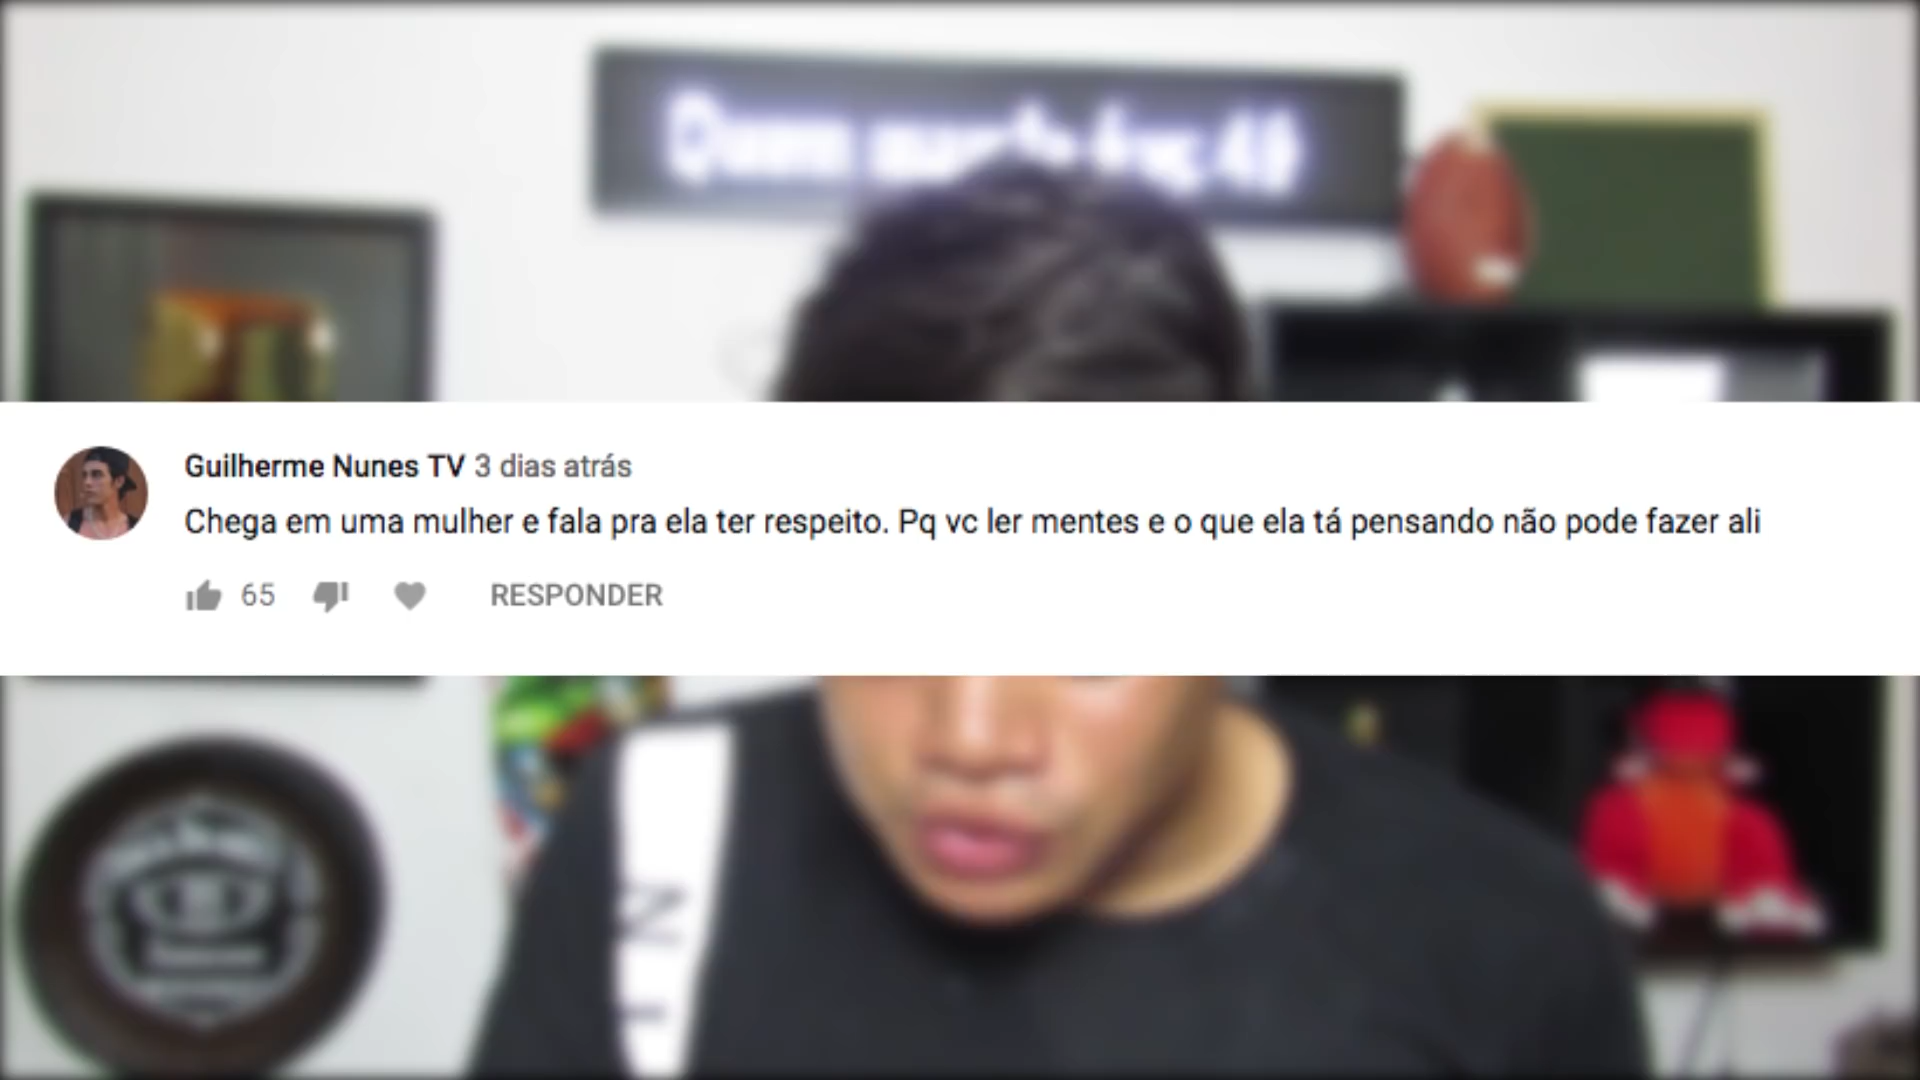 Guilherme Nunes TV 3 dias atrás
Chega em uma mulher e fala pra ela ter respeito. Pq vc ler mentes e o que ela tá pensando não pode fazer ali
65 RESPONDER